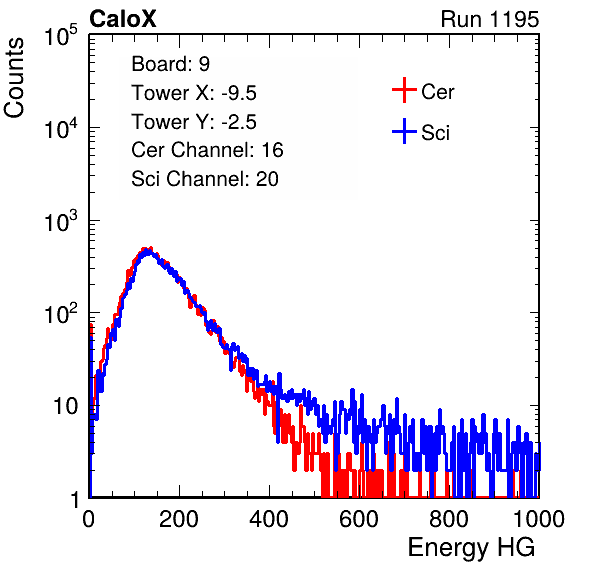 CaloX Run 1195
Counts
Board: 9
Tower X: -9.5
Tower Y: -2.5
Cer Channel: 16
Sci Channel: 20
Cer
Sci
10^5
10^4
10^3
10^2
10
1
0 200 400 600 800 1000
Energy HG